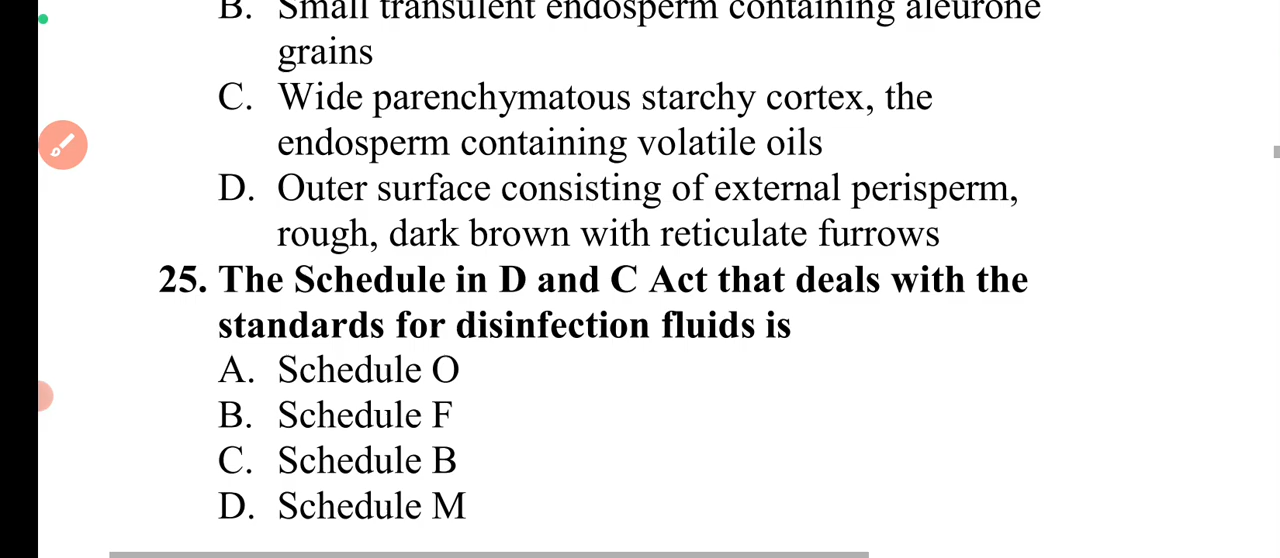 B. Small transulent endosperm containing aleurone
grains
C. Wide parenchymatous starchy cortex, the
endosperm containing volatile oils
D. Outer surface consisting of external perisperm,
rough, dark brown with reticulate furrows
25. The Schedule in D and C Act that deals with the
standards for disinfection fluids is
A. Schedule O
B. Schedule F
C. Schedule B
D. Schedule M